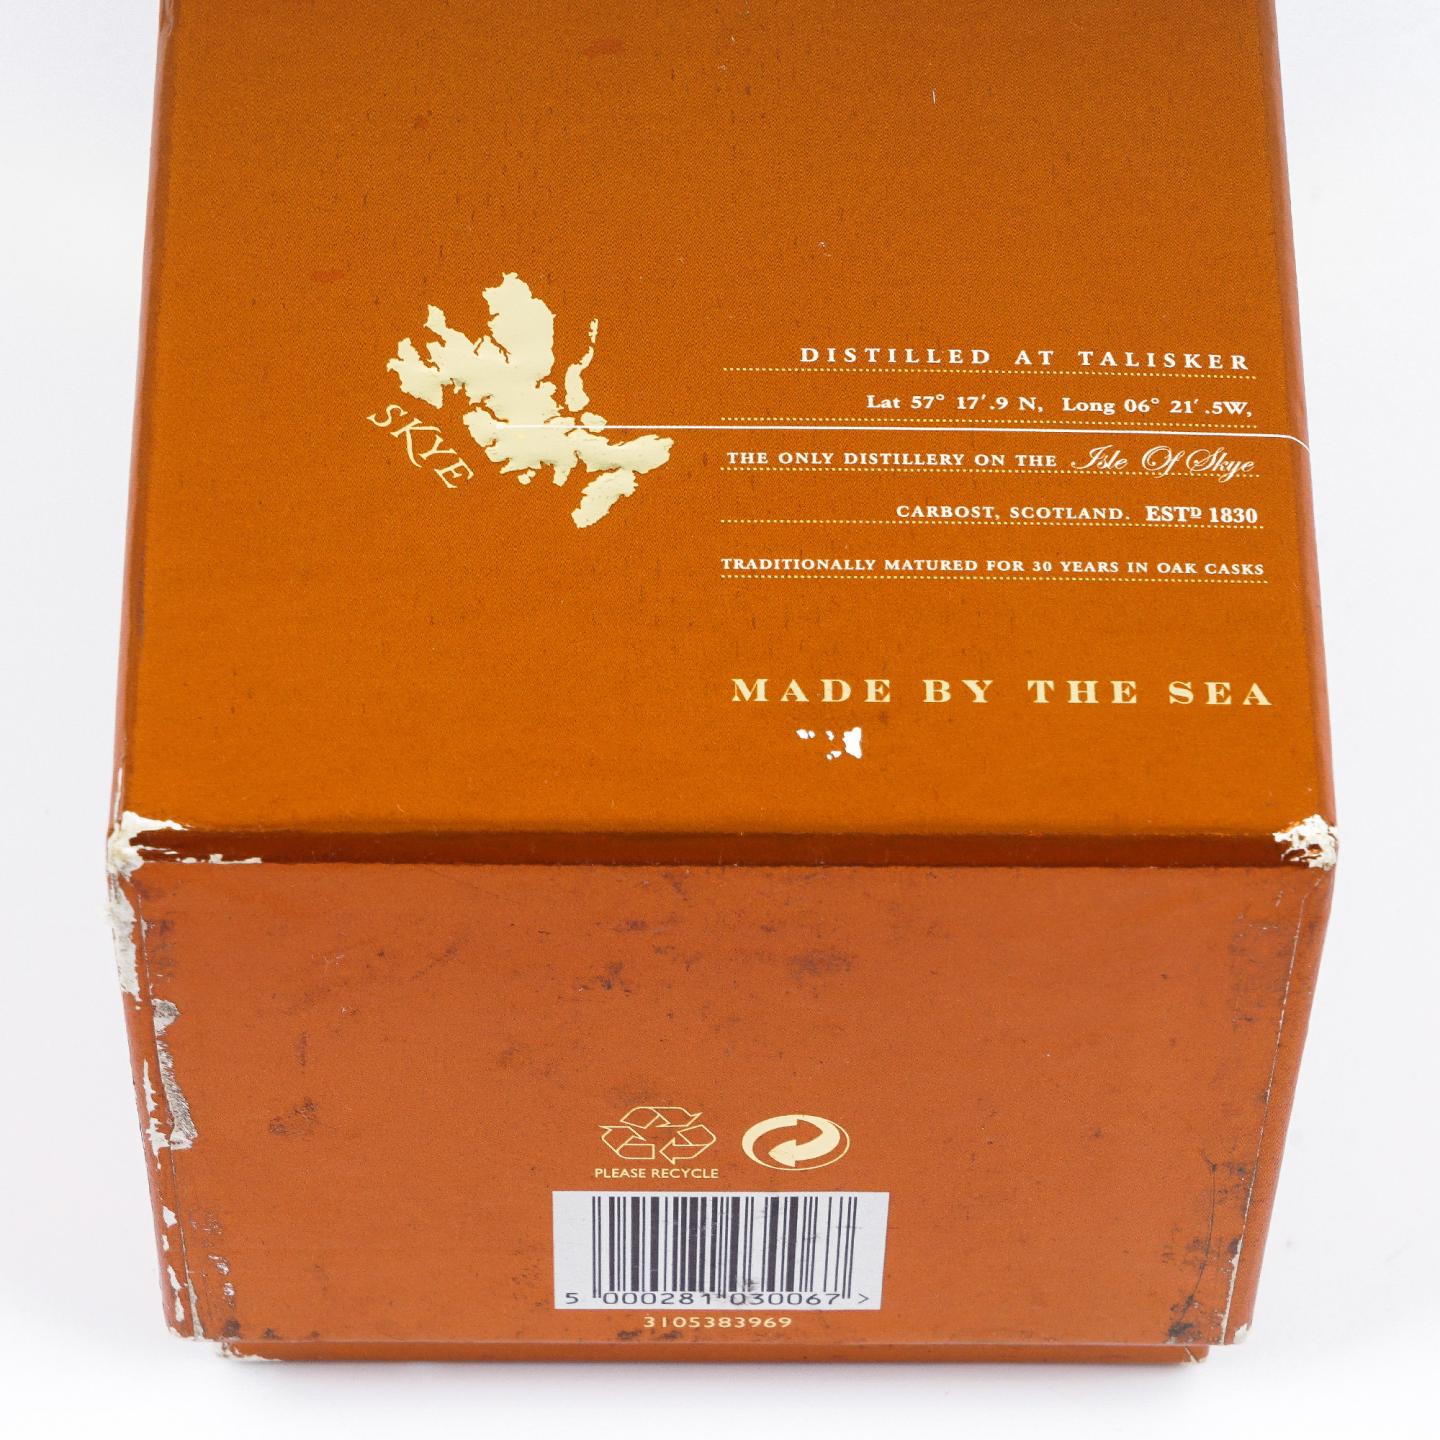 SKYE
DISTILLED AT TALISKER
Lat 57° 17′.9 N, Long 06° 21′.5W,
THE ONLY DISTILLERY ON THE Isle Of Skye
CARBOST, SCOTLAND. ESTD 1830
TRADITIONALLY MATURED FOR 30 YEARS IN OAK CASKS
MADE BY THE SEA
PLEASE RECYCLE
5 000281 030067 >
3105383969